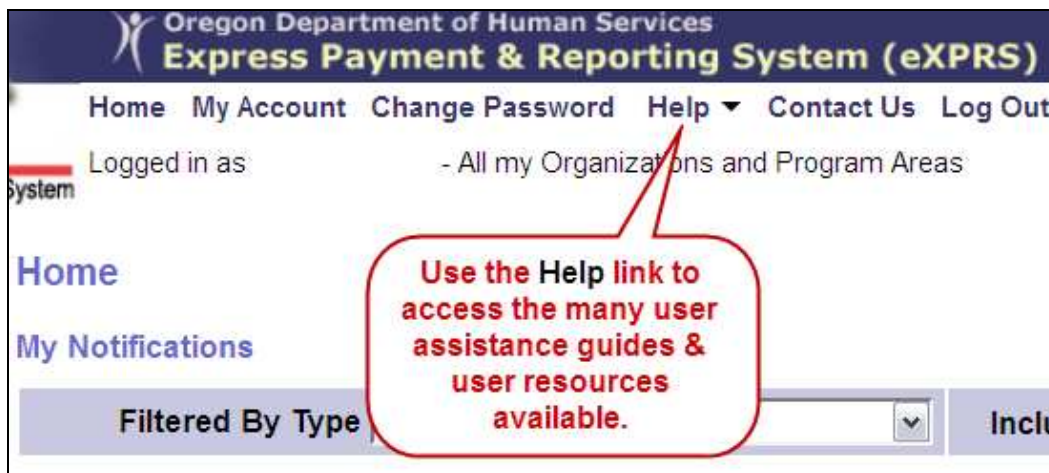 Oregon Department of Human Services
Express Payment & Reporting System (eXPRS)
Home My Account Change Password Help Contact Us Log Out
Logged in as - All my Organizations and Program Areas
System
Home
Use the Help link to
access the many user
assistance guides &
user resources
available.
My Notifications
Filtered By Type